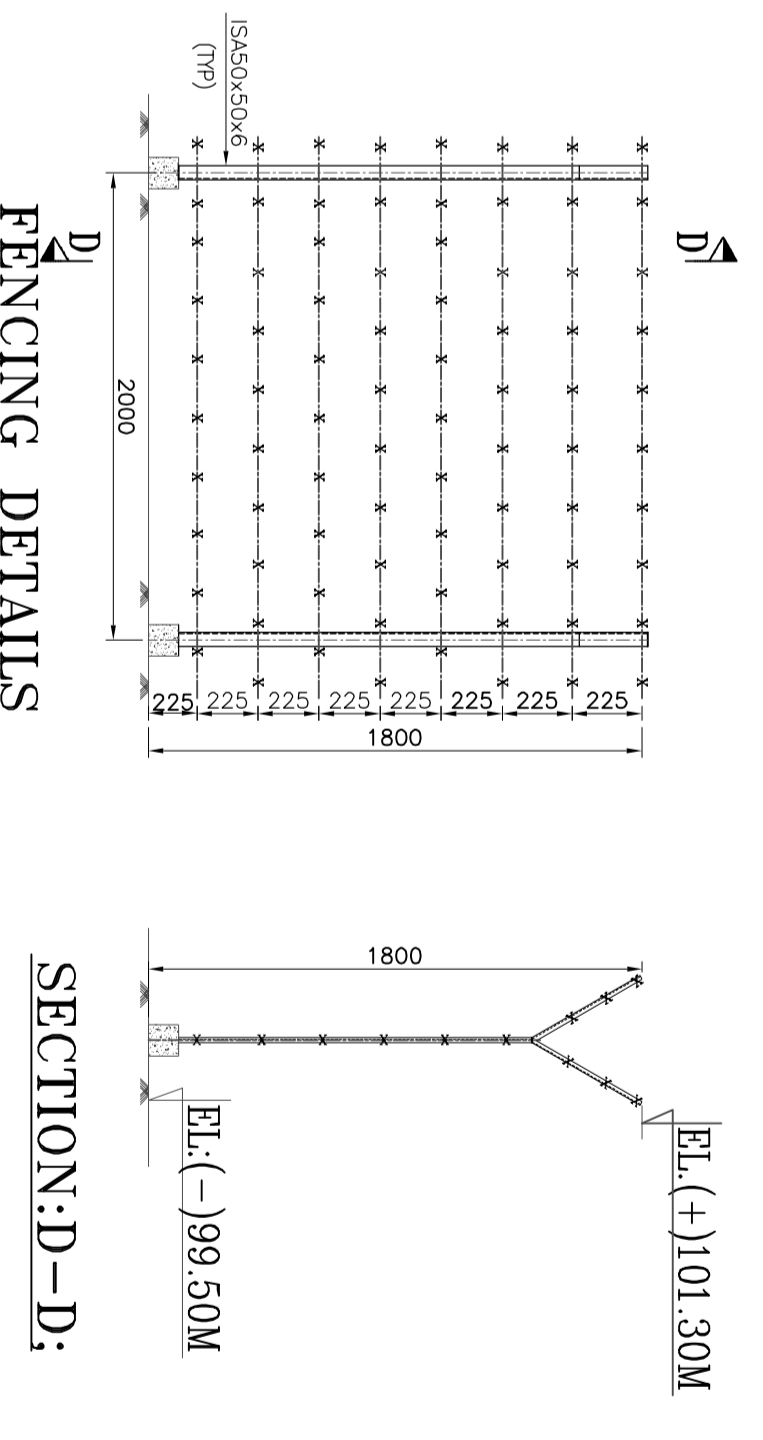 D
ISA50x50x6
(TYP)
225
225
225
225
225
225
225
225
1800
2000
D
FENCING DETAILS
EL.(+)101.30M
1800
EL:(-)99.50M
SECTION:D-D;